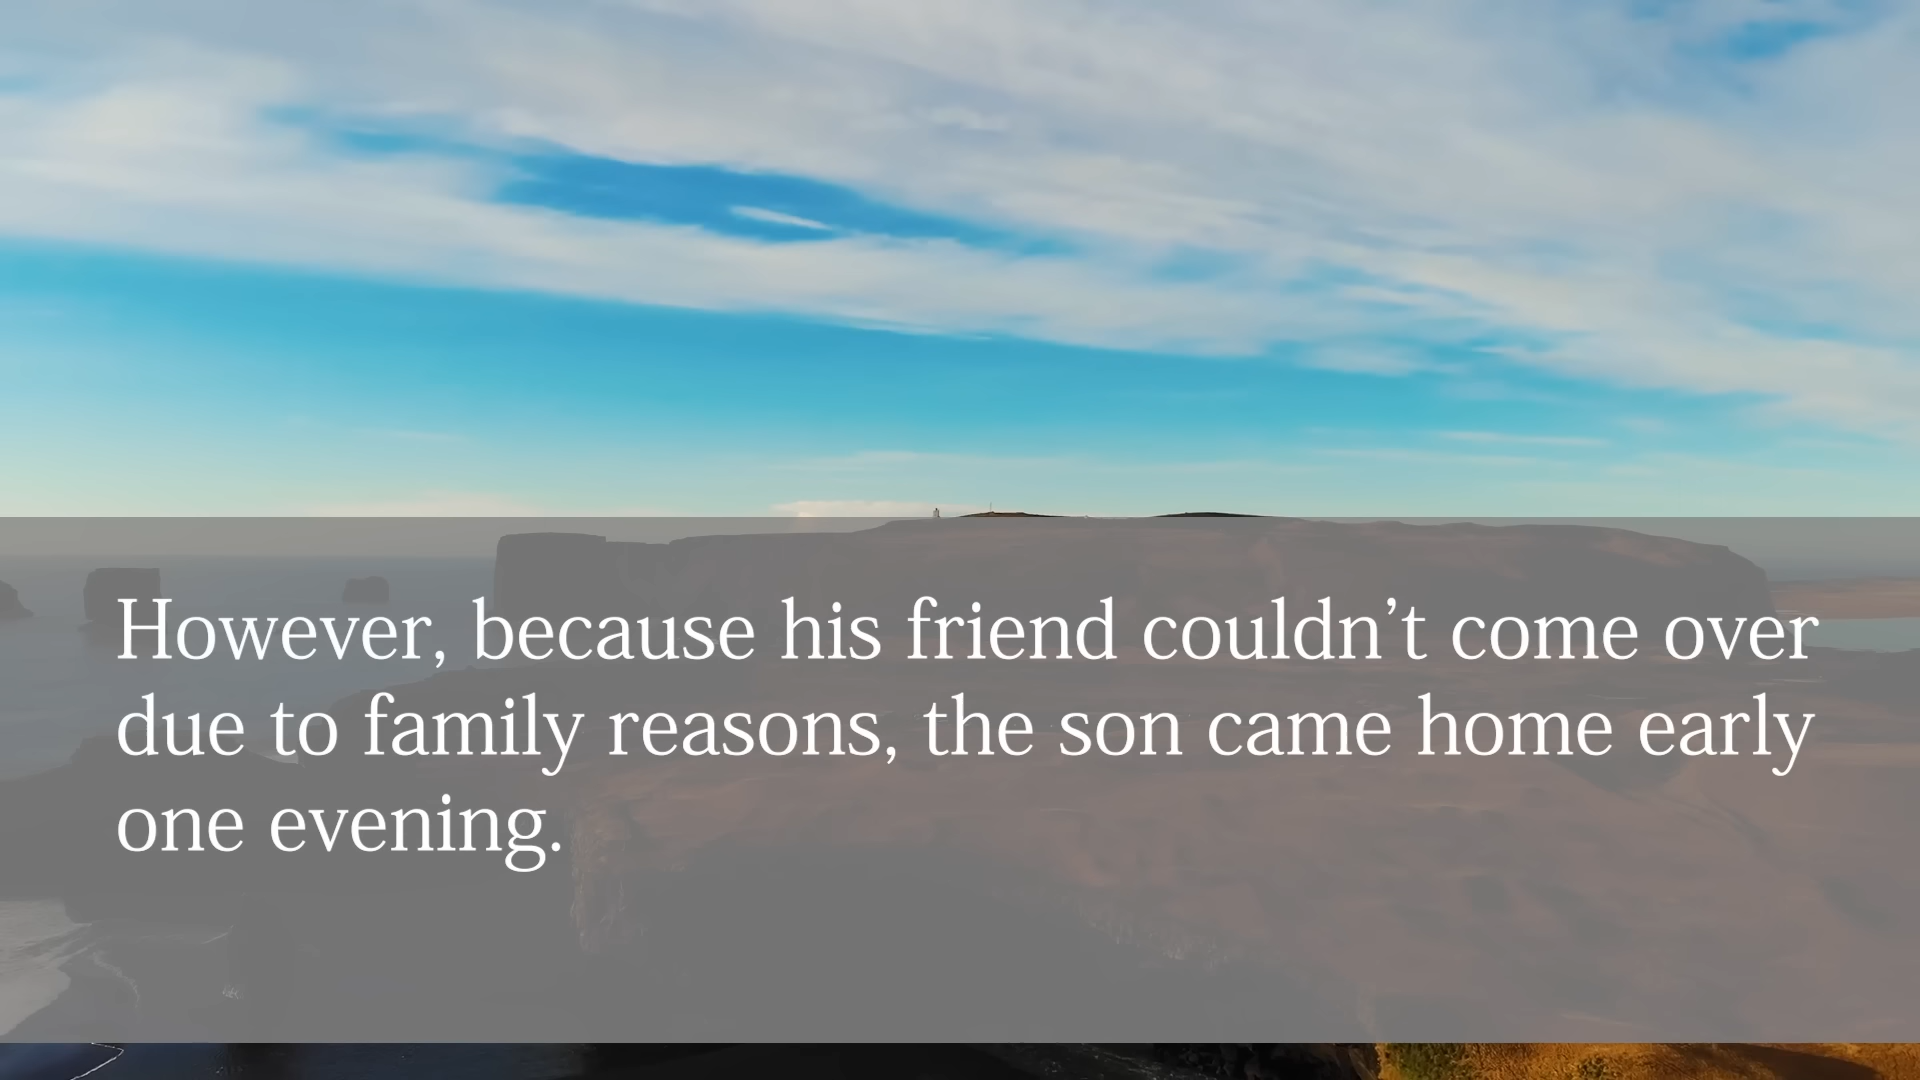 However, because his friend couldn’t come over
due to family reasons, the son came home early
one evening.